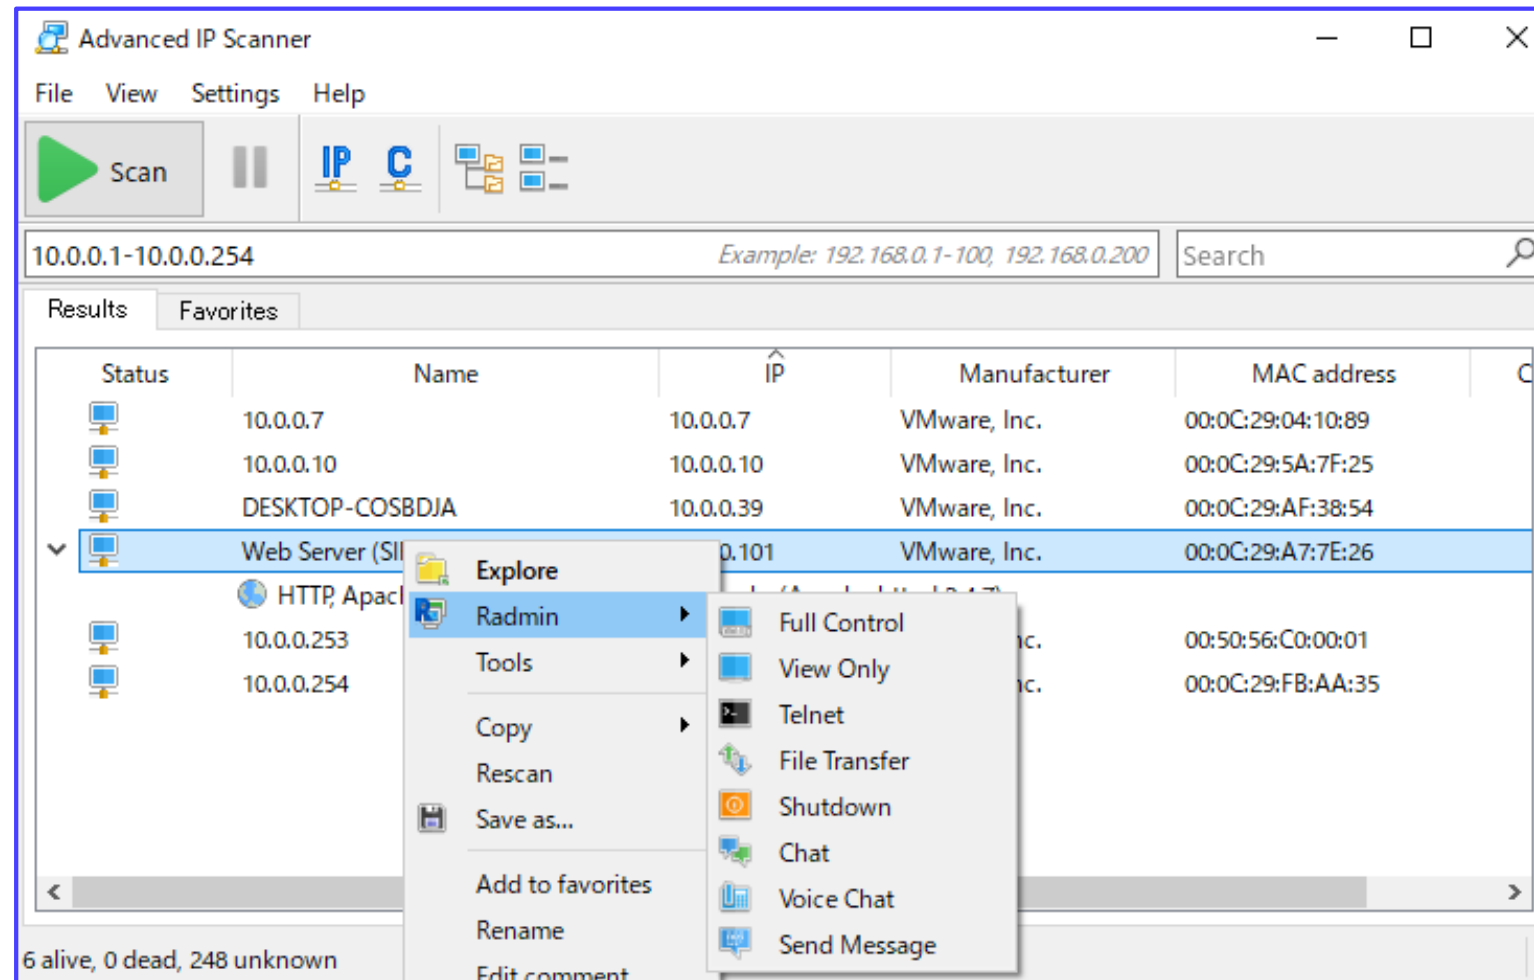 Advanced IP Scanner
File View Settings Help
Scan IP C
10.0.0.1-10.0.0.254 Example: 192.168.0.1-100, 192.168.0.200 Search
Results Favorites
Status Name IP Manufacturer MAC address C
10.0.0.7 10.0.0.7 VMware, Inc. 00:0C:29:04:10:89
10.0.0.10 10.0.0.10 VMware, Inc. 00:0C:29:5A:7F:25
DESKTOP-COSBDJA 10.0.0.39 VMware, Inc. 00:0C:29:AF:38:54
Web Server (SI 0.101 VMware, Inc. 00:0C:29:A7:7E:26
HTTP, Apac
10.0.0.253 nc. 00:50:56:C0:00:01
10.0.0.254 nc. 00:0C:29:FB:AA:35
Explore
Radmin
Tools
Copy
Rescan
Save as...
Add to favorites
Rename
Edit comment
Full Control
View Only
Telnet
File Transfer
Shutdown
Chat
Voice Chat
Send Message
6 alive, 0 dead, 248 unknown